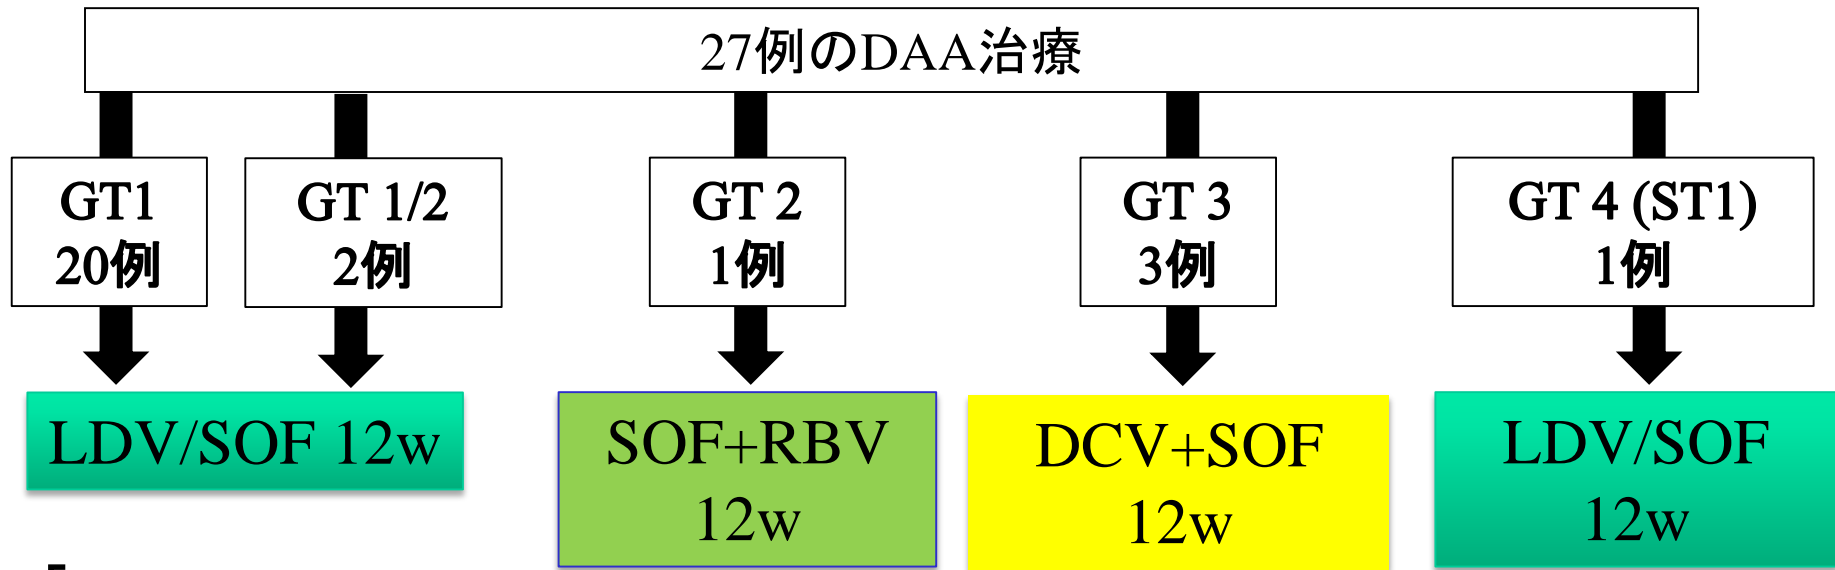 27例のDAA治療
GT1
20例
GT 1/2
2例
GT 2
1例
GT 3
3例
GT 4 (ST1)
1例
LDV/SOF 12w
SOF+RBV
12w
DCV+SOF
12w
LDV/SOF
12w